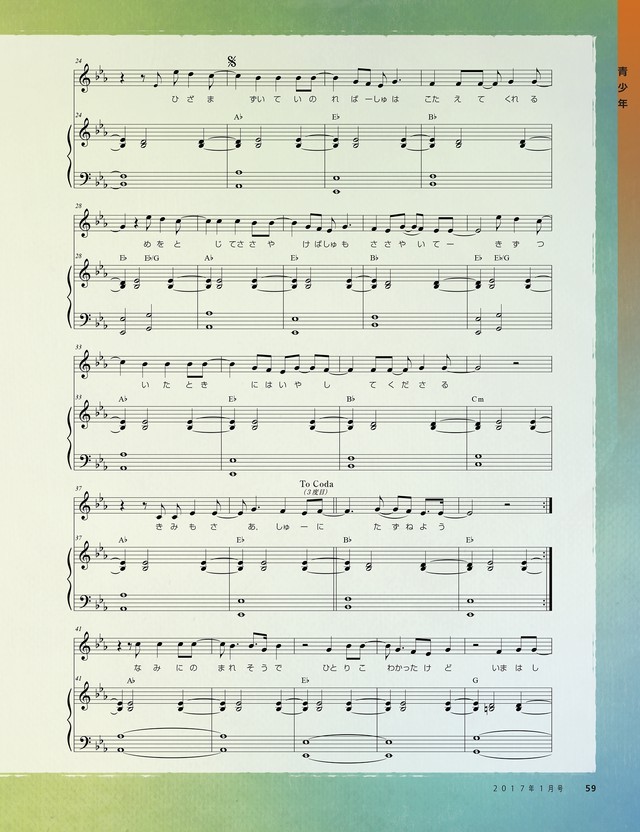 青少年
24
ひざま ずいていのれ ばーしゅは こたえて くれる
24
A♭ E♭ B♭
28
めをと じてささや けばしゅも ささやいてー きずつ
28
E♭ E♭/G A♭ E♭ B♭ E♭ E♭/G
33
いたとき にはいやし てくださる
33
A♭ E♭ B♭ Cm
37
To Coda
(3度目)
きみもさ あ、しゅーに たずねよう
37
A♭ E♭ B♭ E♭
41
なみにの まれそうで ひとりこ わかったけど いまはし
41
A♭ E♭ G
2017年1月号 59